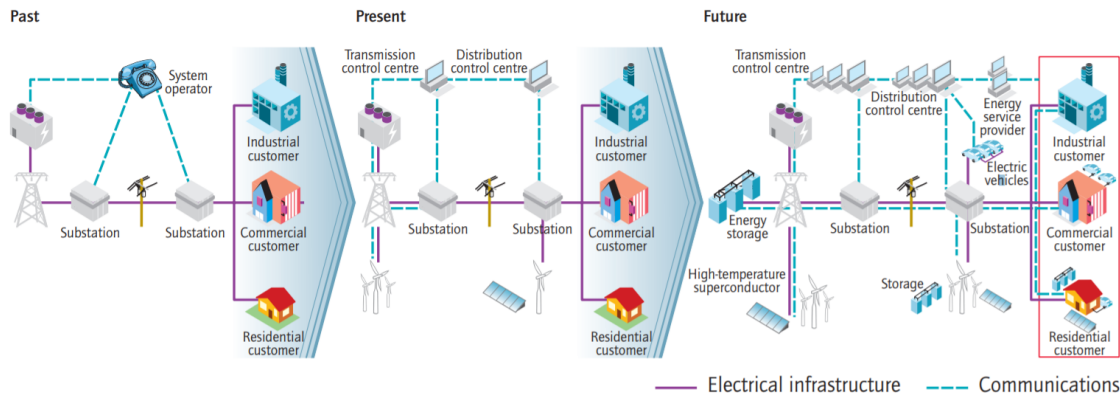 Past
System
operator
Industrial
customer
Substation
Substation
Commercial
customer
Residential
customer
Present
Transmission
control centre
Distribution
control centre
Industrial
customer
Substation
Substation
Commercial
customer
Residential
customer
Future
Transmission
control centre
Distribution
control centre
Energy
service
provider
Industrial
customer
Electric
vehicles
Energy
storage
Substation
Substation
Commercial
customer
High-temperature
superconductor
Storage
Residential
customer
Electrical infrastructure
Communications